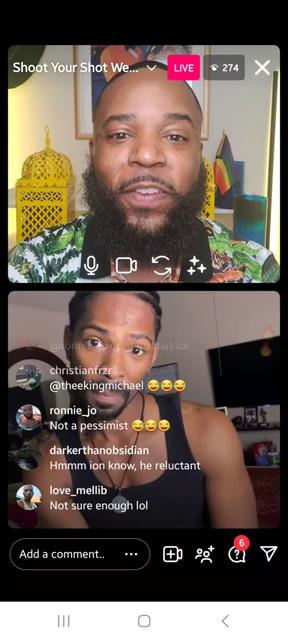 Shoot Your Shot We...
LIVE
274
christianfrzr
@theekingmichael 😂😂😂
ronnie_jo
Not a pessimist 😂😂😂
darkerthanobsidian
Hmmm ion know, he reluctant
love_mellib
Not sure enough lol
Add a comment..
6